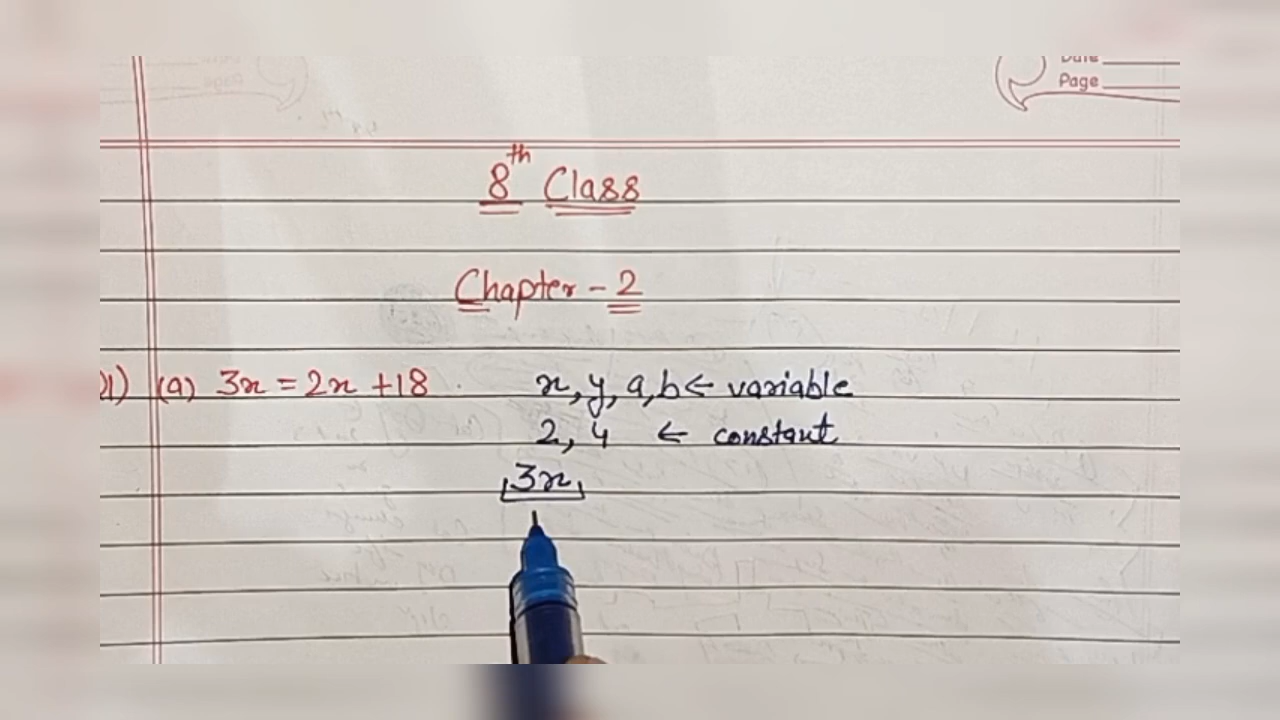 Page
8th Class
Chapter - 2
1) (a) 3x = 2x + 18
x, y, a, b ← variable
2, 4 ← constant
3x